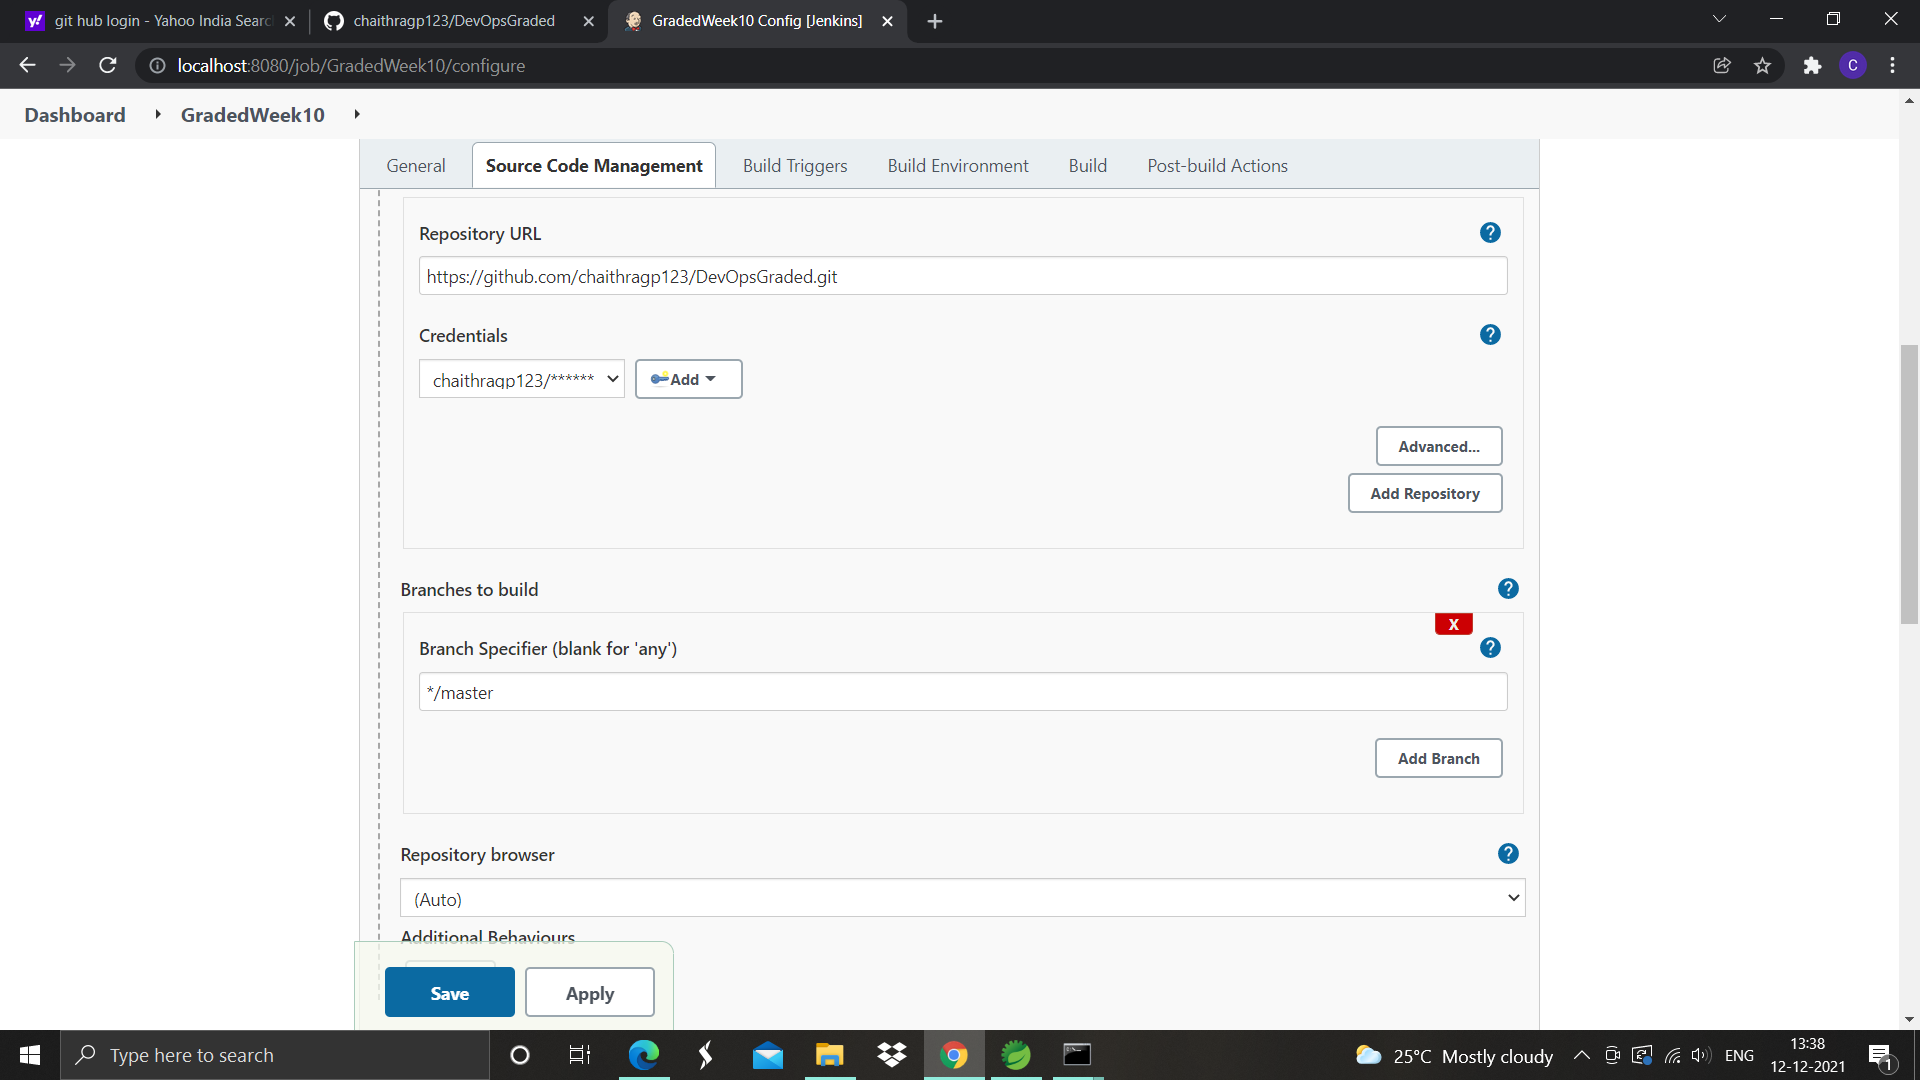 git hub login - Yahoo India Searc
chaithragp123/DevOpsGraded
GradedWeek10 Config [Jenkins]
localhost:8080/job/GradedWeek10/configure
C
Dashboard
GradedWeek10
General
Source Code Management
Build Triggers
Build Environment
Build
Post-build Actions
Repository URL
?
https://github.com/chaithragp123/DevOpsGraded.git
Credentials
?
chaithragp123/******
Add
Advanced...
Add Repository
Branches to build
?
X
Branch Specifier (blank for 'any')
?
*/master
Add Branch
Repository browser
?
(Auto)
Additional Behaviours
Save
Apply
Type here to search
25°C Mostly cloudy
ENG
13:38
12-12-2021
1